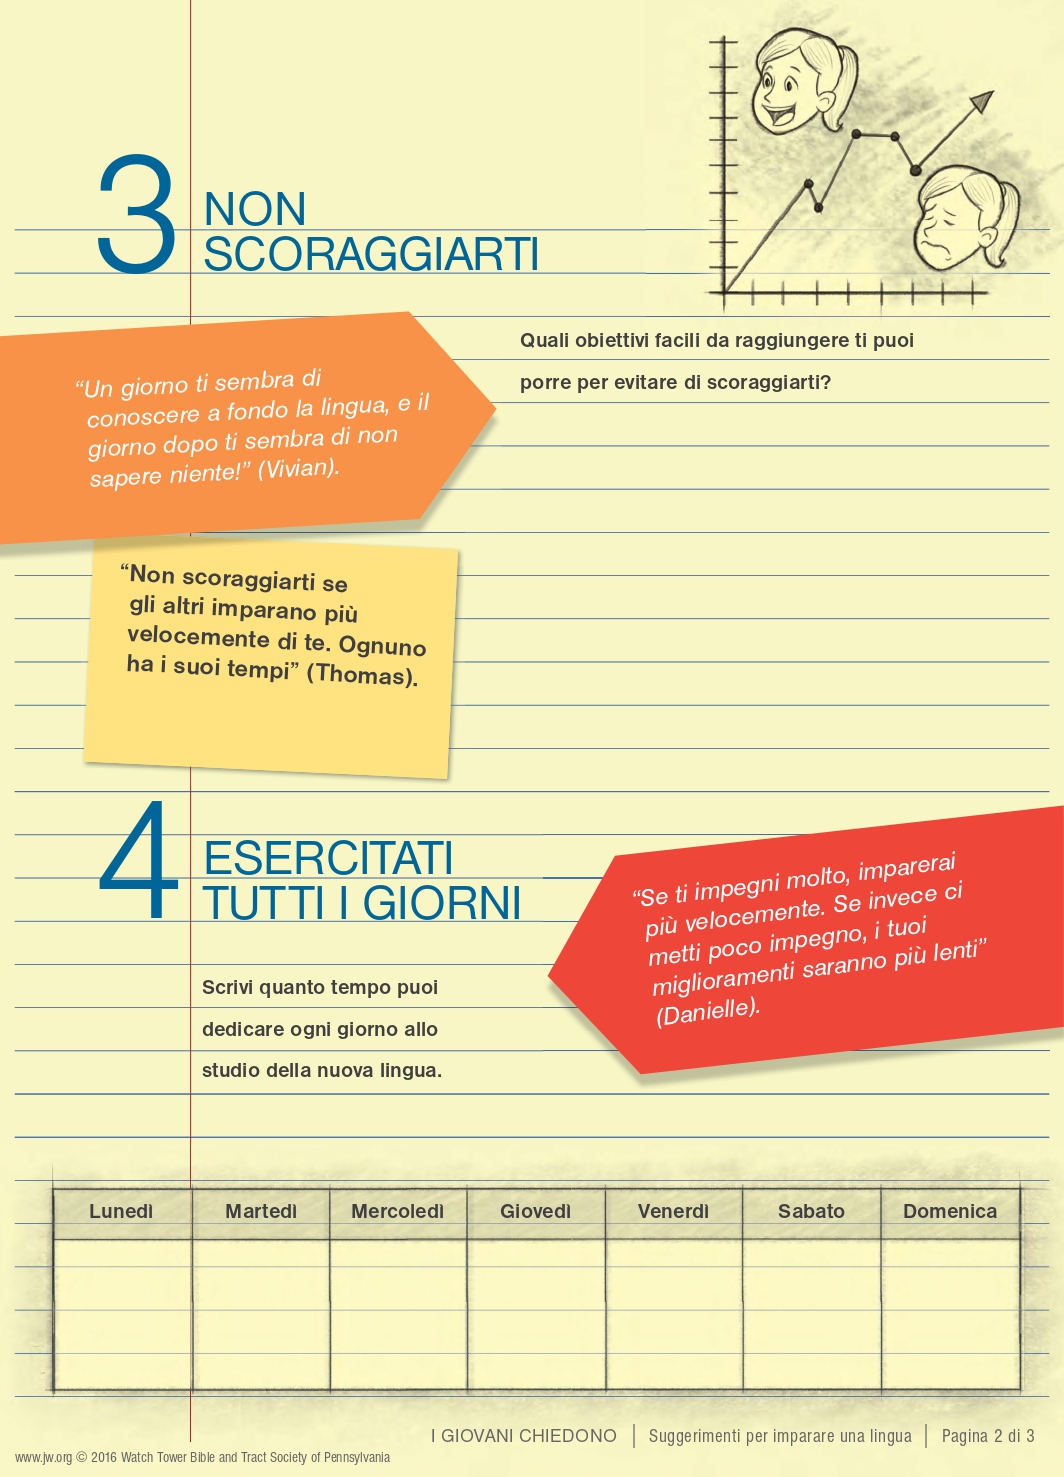 3 NON
SCORAGGIARTI
“Un giorno ti sembra di
conoscere a fondo la lingua, e il
giorno dopo ti sembra di non
sapere niente!” (Vivian).
Quali obiettivi facili da raggiungere ti puoi
porre per evitare di scoraggiarti?
“Non scoraggiarti se
gli altri imparano più
velocemente di te. Ognuno
ha i suoi tempi” (Thomas).
4 ESERCITATI
TUTTI I GIORNI
“Se ti impegni molto, imparerai
più velocemente. Se invece ci
metti poco impegno, i tuoi
miglioramenti saranno più lenti”
(Danielle).
Scrivi quanto tempo puoi
dedicare ogni giorno allo
studio della nuova lingua.
Lunedì Martedì Mercoledì Giovedì Venerdì Sabato Domenica
I GIOVANI CHIEDONO | Suggerimenti per imparare una lingua | Pagina 2 di 3
www.jw.org © 2016 Watch Tower Bible and Tract Society of Pennsylvania